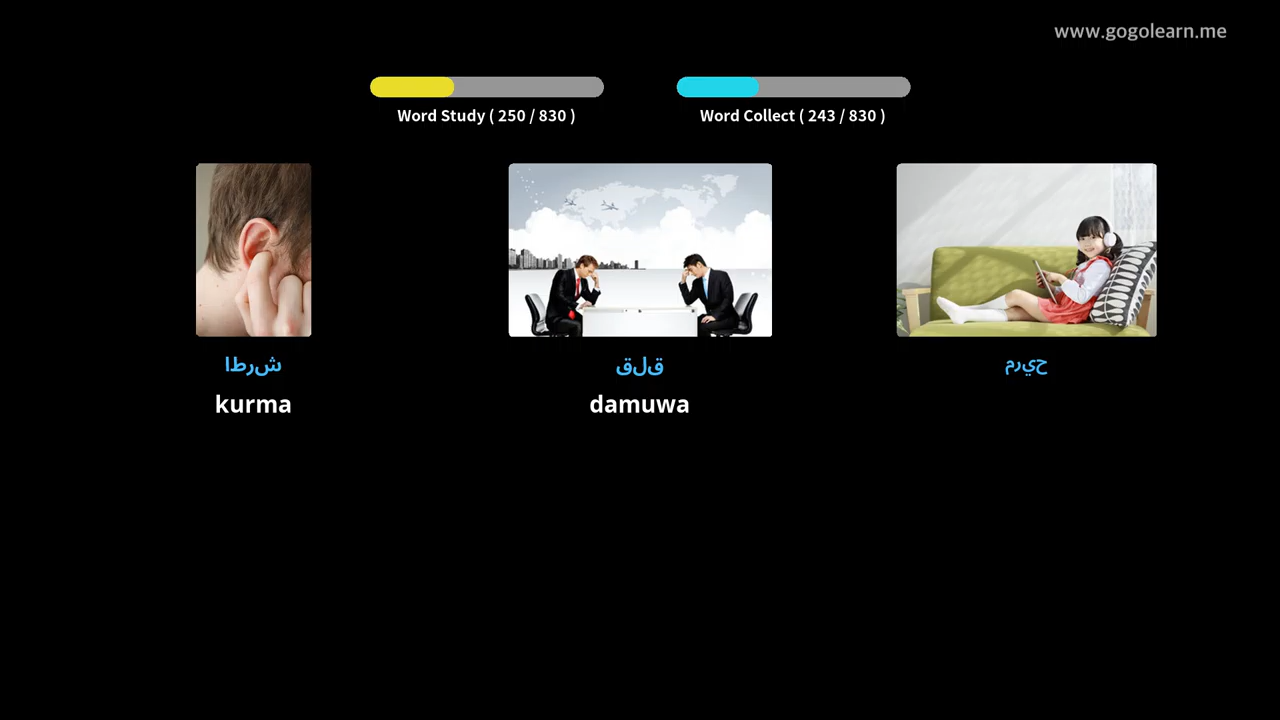 www.gogolearn.me
Word Study ( 250 / 830 )
Word Collect ( 243 / 830 )
شرطا
kurma
قلق
damuwa
حيرم